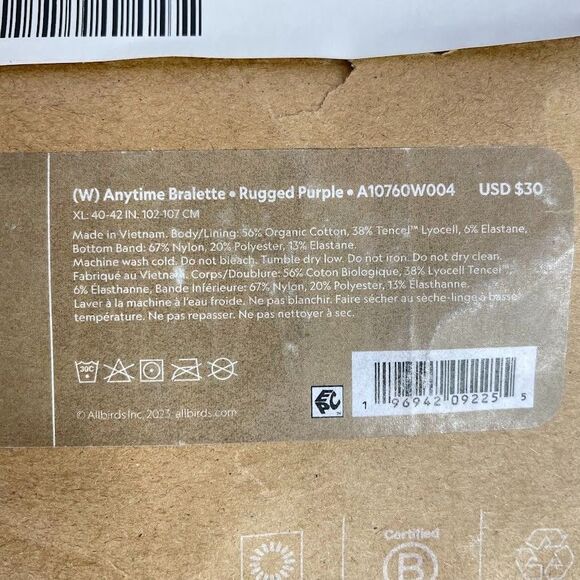 (W) Anytime Bralette • Rugged Purple • A10760W004 USD $30
XL: 40-42 IN. 102-107 CM
Made in Vietnam. Body/Lining: 56% Organic Cotton, 38% Tencel™ Lyocell, 6% Elastane,
Bottom Band: 67% Nylon, 20% Polyester, 13% Elastane.
Machine wash cold. Do not bleach. Tumble dry low. Do not iron. Do not dry clean.
Fabriqué au Vietnam. Corps/Doublure: 56% Coton Biologique, 38% Lyocell Tencel™,
6% Élasthanne, Bande Inférieure: 67% Nylon, 20% Polyester, 13% Élasthanne.
Laver à la machine à l'eau froide. Ne pas blanchir. Faire sécher au sèche-linge à basse
température. Ne pas repasser. Ne pas nettoyer à sec.
30C
EPC
1 96942 09225 5
© Allbirds Inc. 2023 allbirds.com
Certified
B